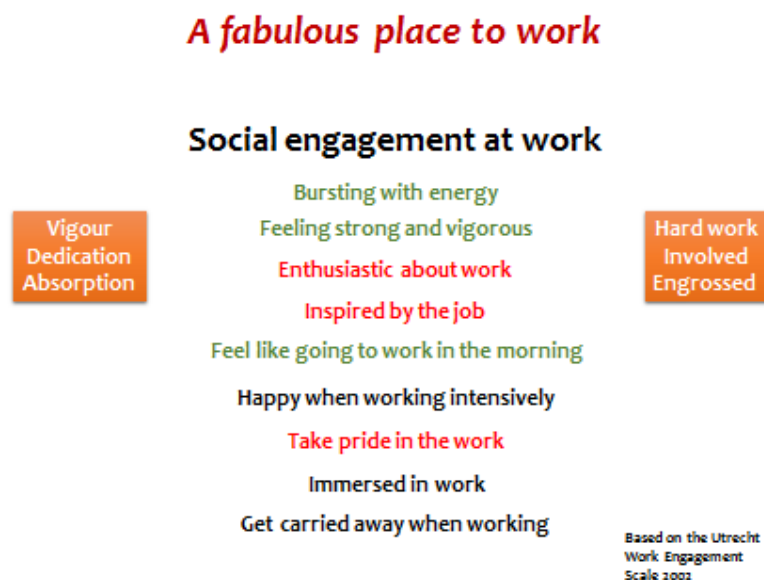 A fabulous place to work
Social engagement at work
Bursting with energy
Feeling strong and vigorous
Enthusiastic about work
Inspired by the job
Feel like going to work in the morning
Happy when working intensively
Take pride in the work
Immersed in work
Get carried away when working
Vigour
Dedication
Absorption
Hard work
Involved
Engrossed
Based on the Utrecht
Work Engagement
Scale 2002